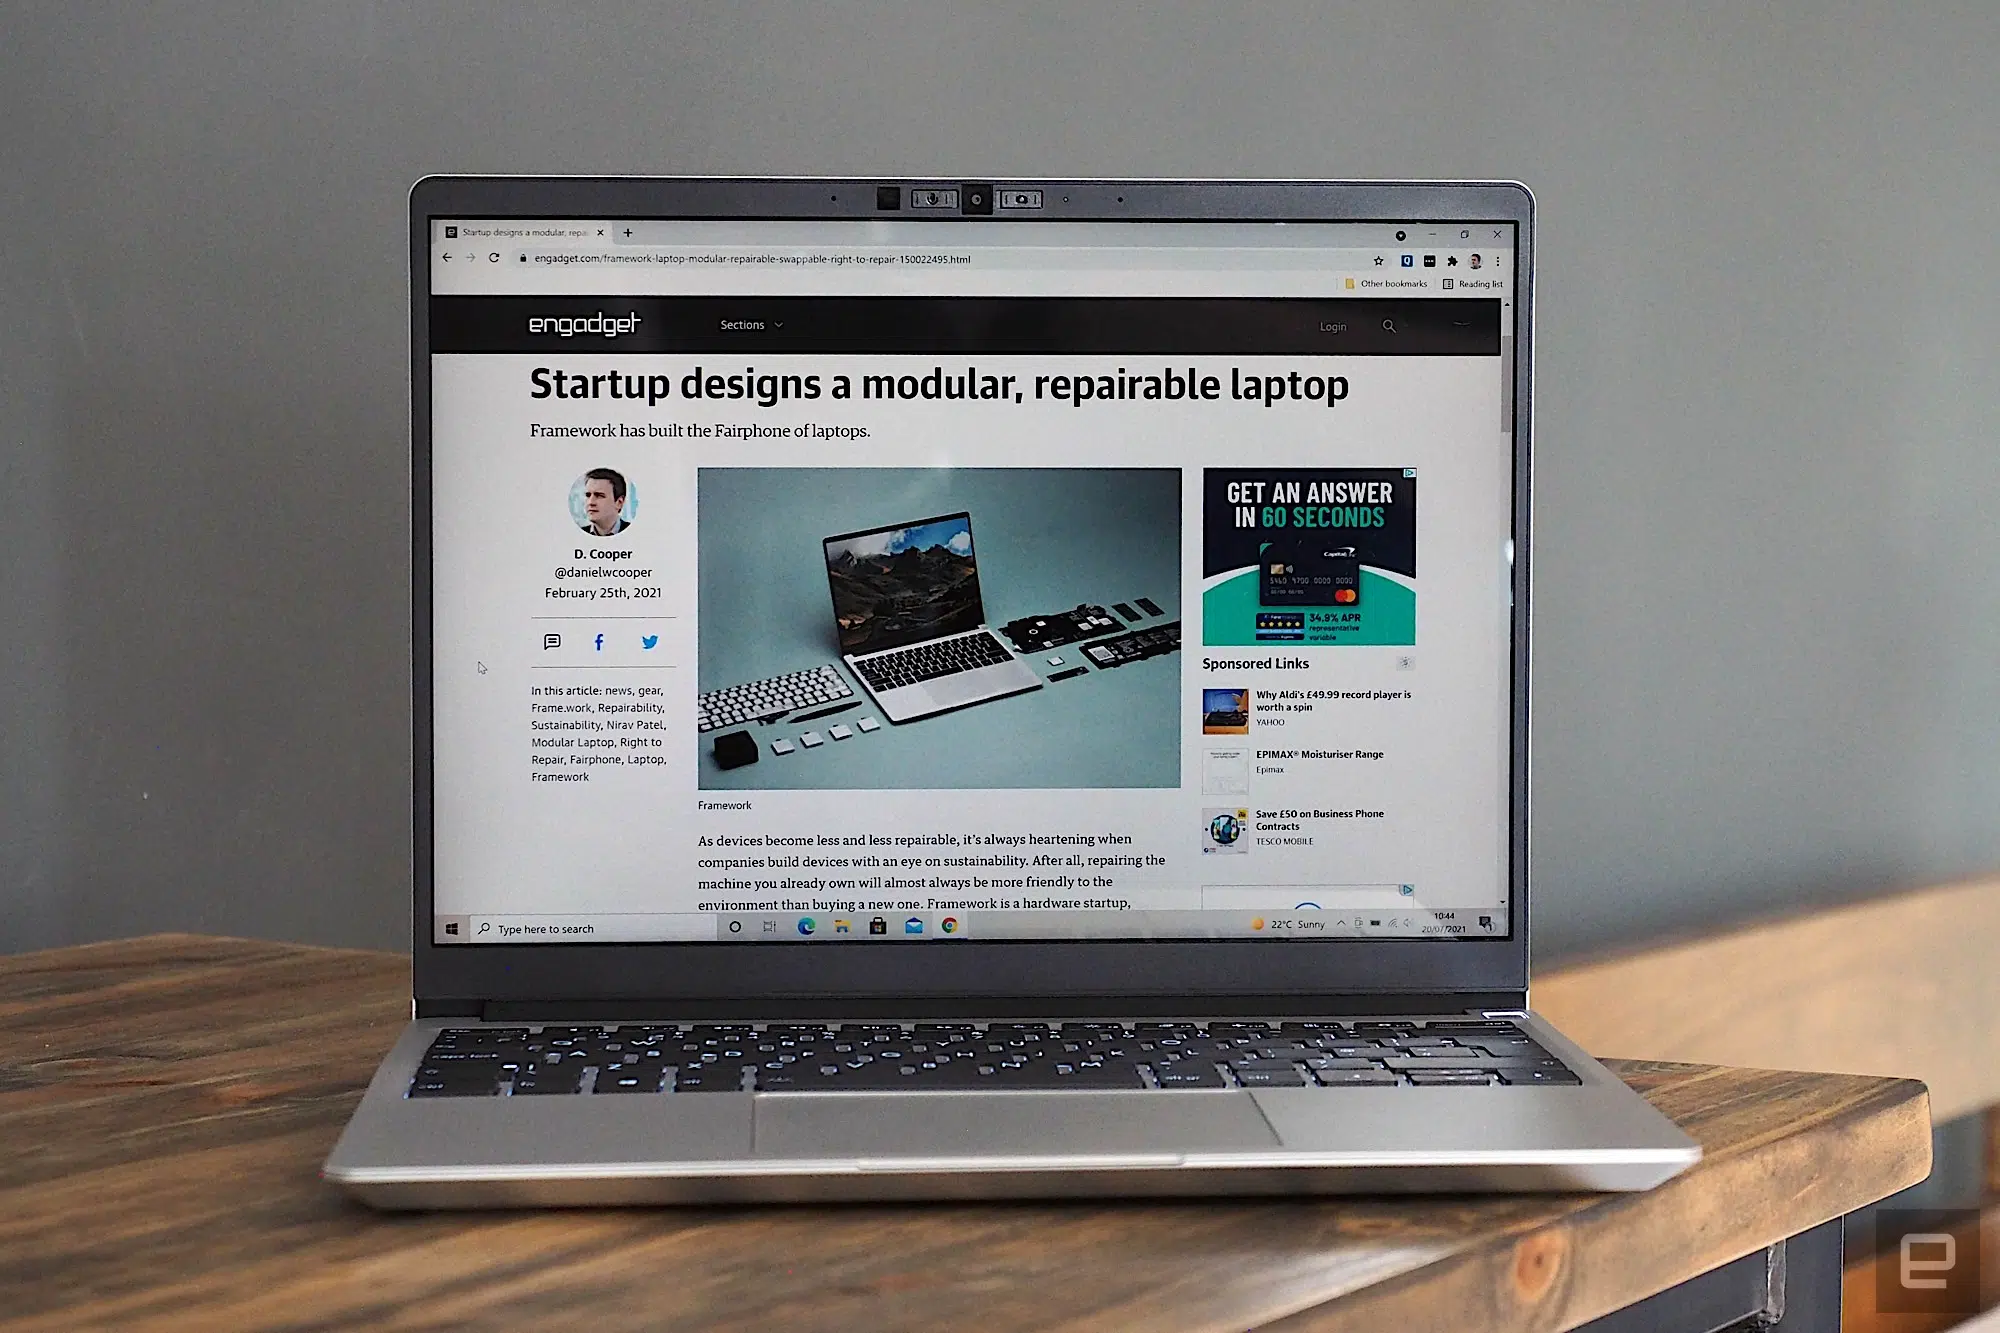 Startup designs a modular, repai
engadget.com/framework-laptop-modular-repairable-swappable-right-to-repair-150022495.html
Other bookmarks
Reading list
engadget
Sections
Login
Startup designs a modular, repairable laptop
Framework has built the Fairphone of laptops.
D. Cooper
@danielwcooper
February 25th, 2021
In this article: news, gear,
Frame.work, Repairability,
Sustainability, Nirav Patel,
Modular Laptop, Right to
Repair, Fairphone, Laptop,
Framework
Framework
As devices become less and less repairable, it's always heartening when
companies build devices with an eye on sustainability. After all, repairing the
machine you already own will almost always be more friendly to the
environment than buying a new one. Framework is a hardware startup,
GET AN ANSWER
IN 60 SECONDS
Capital
5460 9700 0000 0000
34.9% APR
representative
variable
Sponsored Links
Why Aldi's £49.99 record player is
worth a spin
YAHOO
EPIMAX® Moisturiser Range
Epimax
Save £50 on Business Phone
Contracts
TESCO MOBILE
Type here to search
22°C Sunny
10:44
20/07/2021